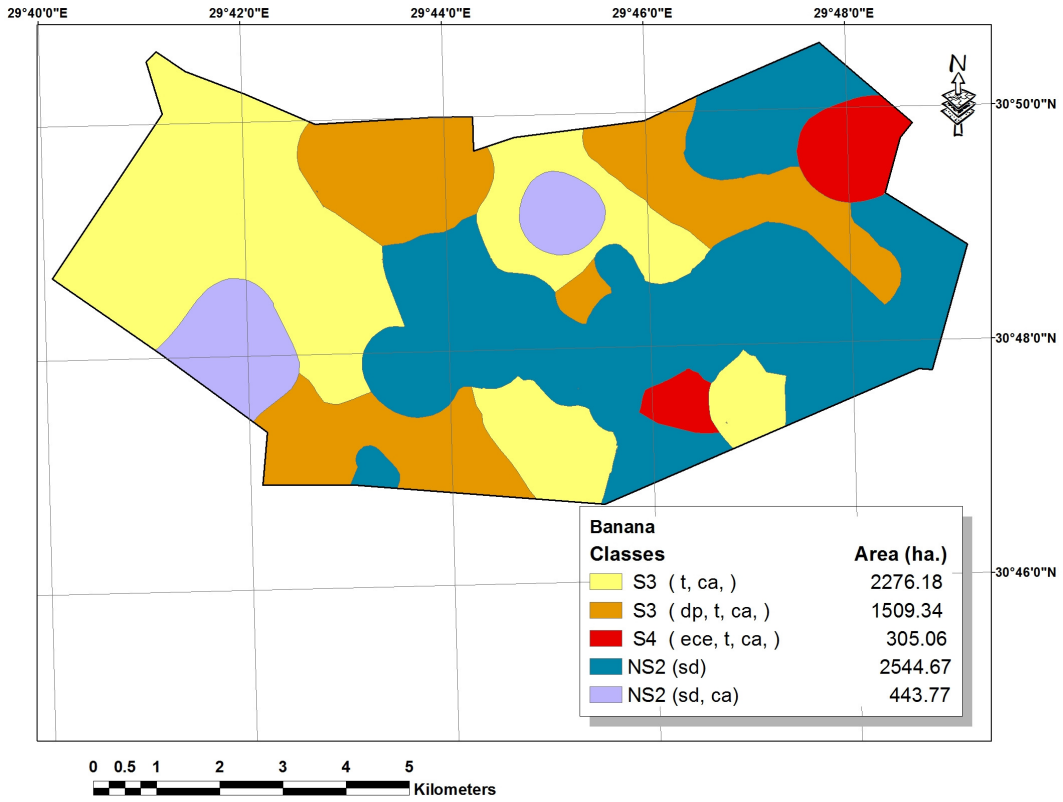 29°40'0"E 29°42'0"E 29°44'0"E 29°46'0"E 29°48'0"E
N
30°50'0"N
30°48'0"N
30°46'0"N
Banana
Classes Area (ha.)
S3 ( t, ca, ) 2276.18
S3 ( dp, t, ca, ) 1509.34
S4 ( ece, t, ca, ) 305.06
NS2 (sd) 2544.67
NS2 (sd, ca) 443.77
0 0.5 1 2 3 4 5
Kilometers